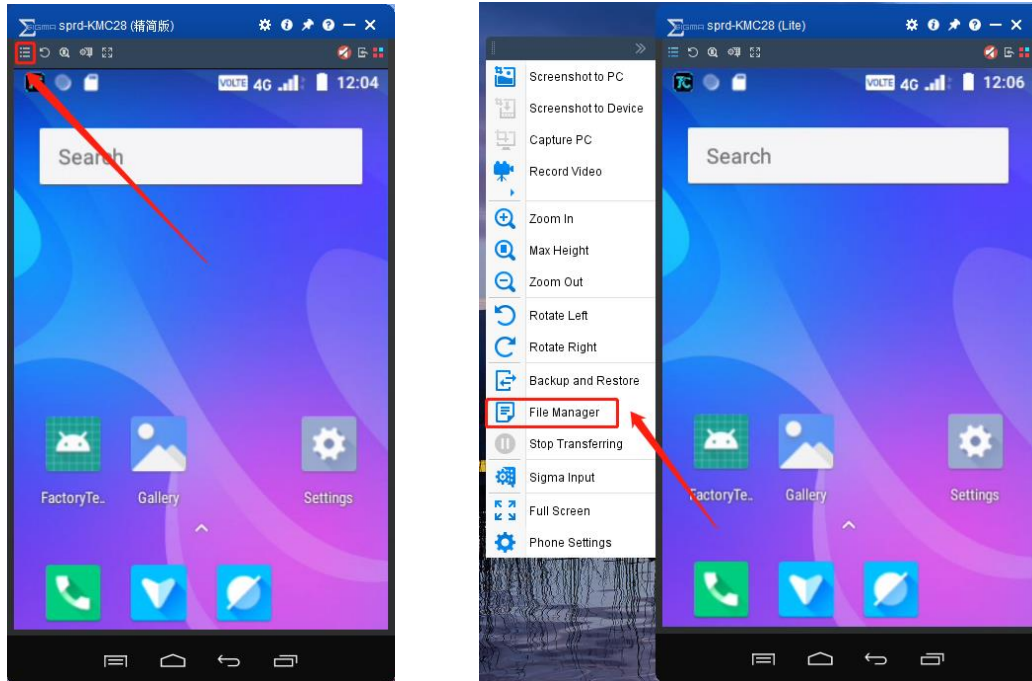 sprd-KMC28 (精简版)
VOLTE 4G 12:04
Search
FactoryTe..
Gallery
Settings
Screenshot to PC
Screenshot to Device
Capture PC
Record Video
Zoom In
Max Height
Zoom Out
Rotate Left
Rotate Right
Backup and Restore
File Manager
Stop Transferring
Sigma Input
Full Screen
Phone Settings
sprd-KMC28 (Lite)
VOLTE 4G 12:06
Search
FactoryTe..
Gallery
Settings